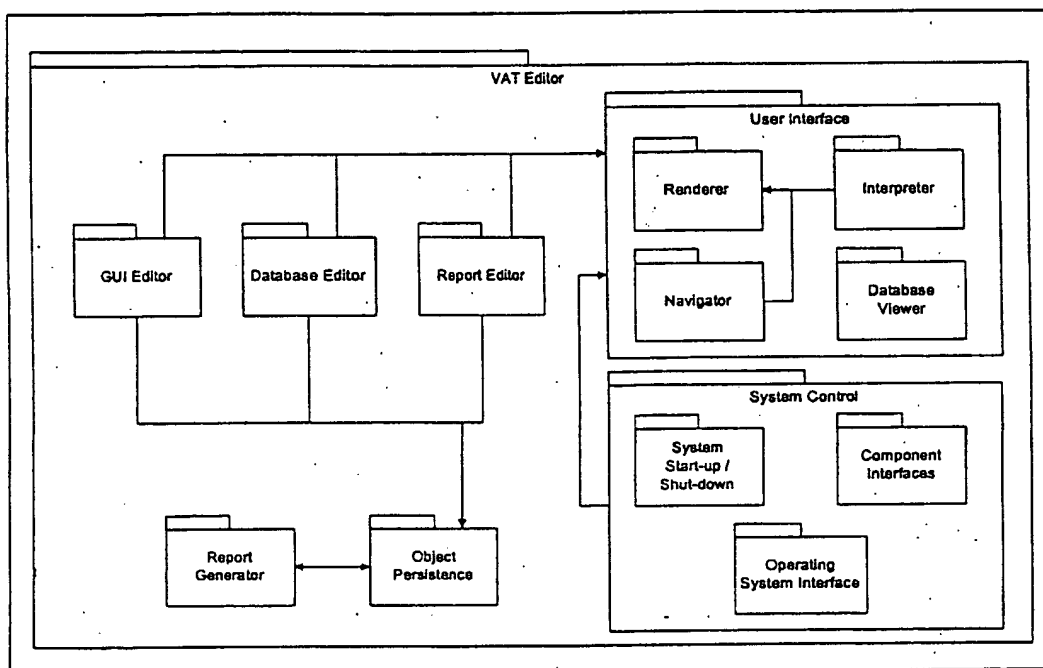 VAT Editor
User Interface
Renderer
Interpreter
GUI Editor
Database Editor
Report Editor
Navigator
Database
Viewer
System Control
System
Start-up /
Shut-down
Component
Interfaces
Report
Generator
Object
Persistance
Operating
System Interface